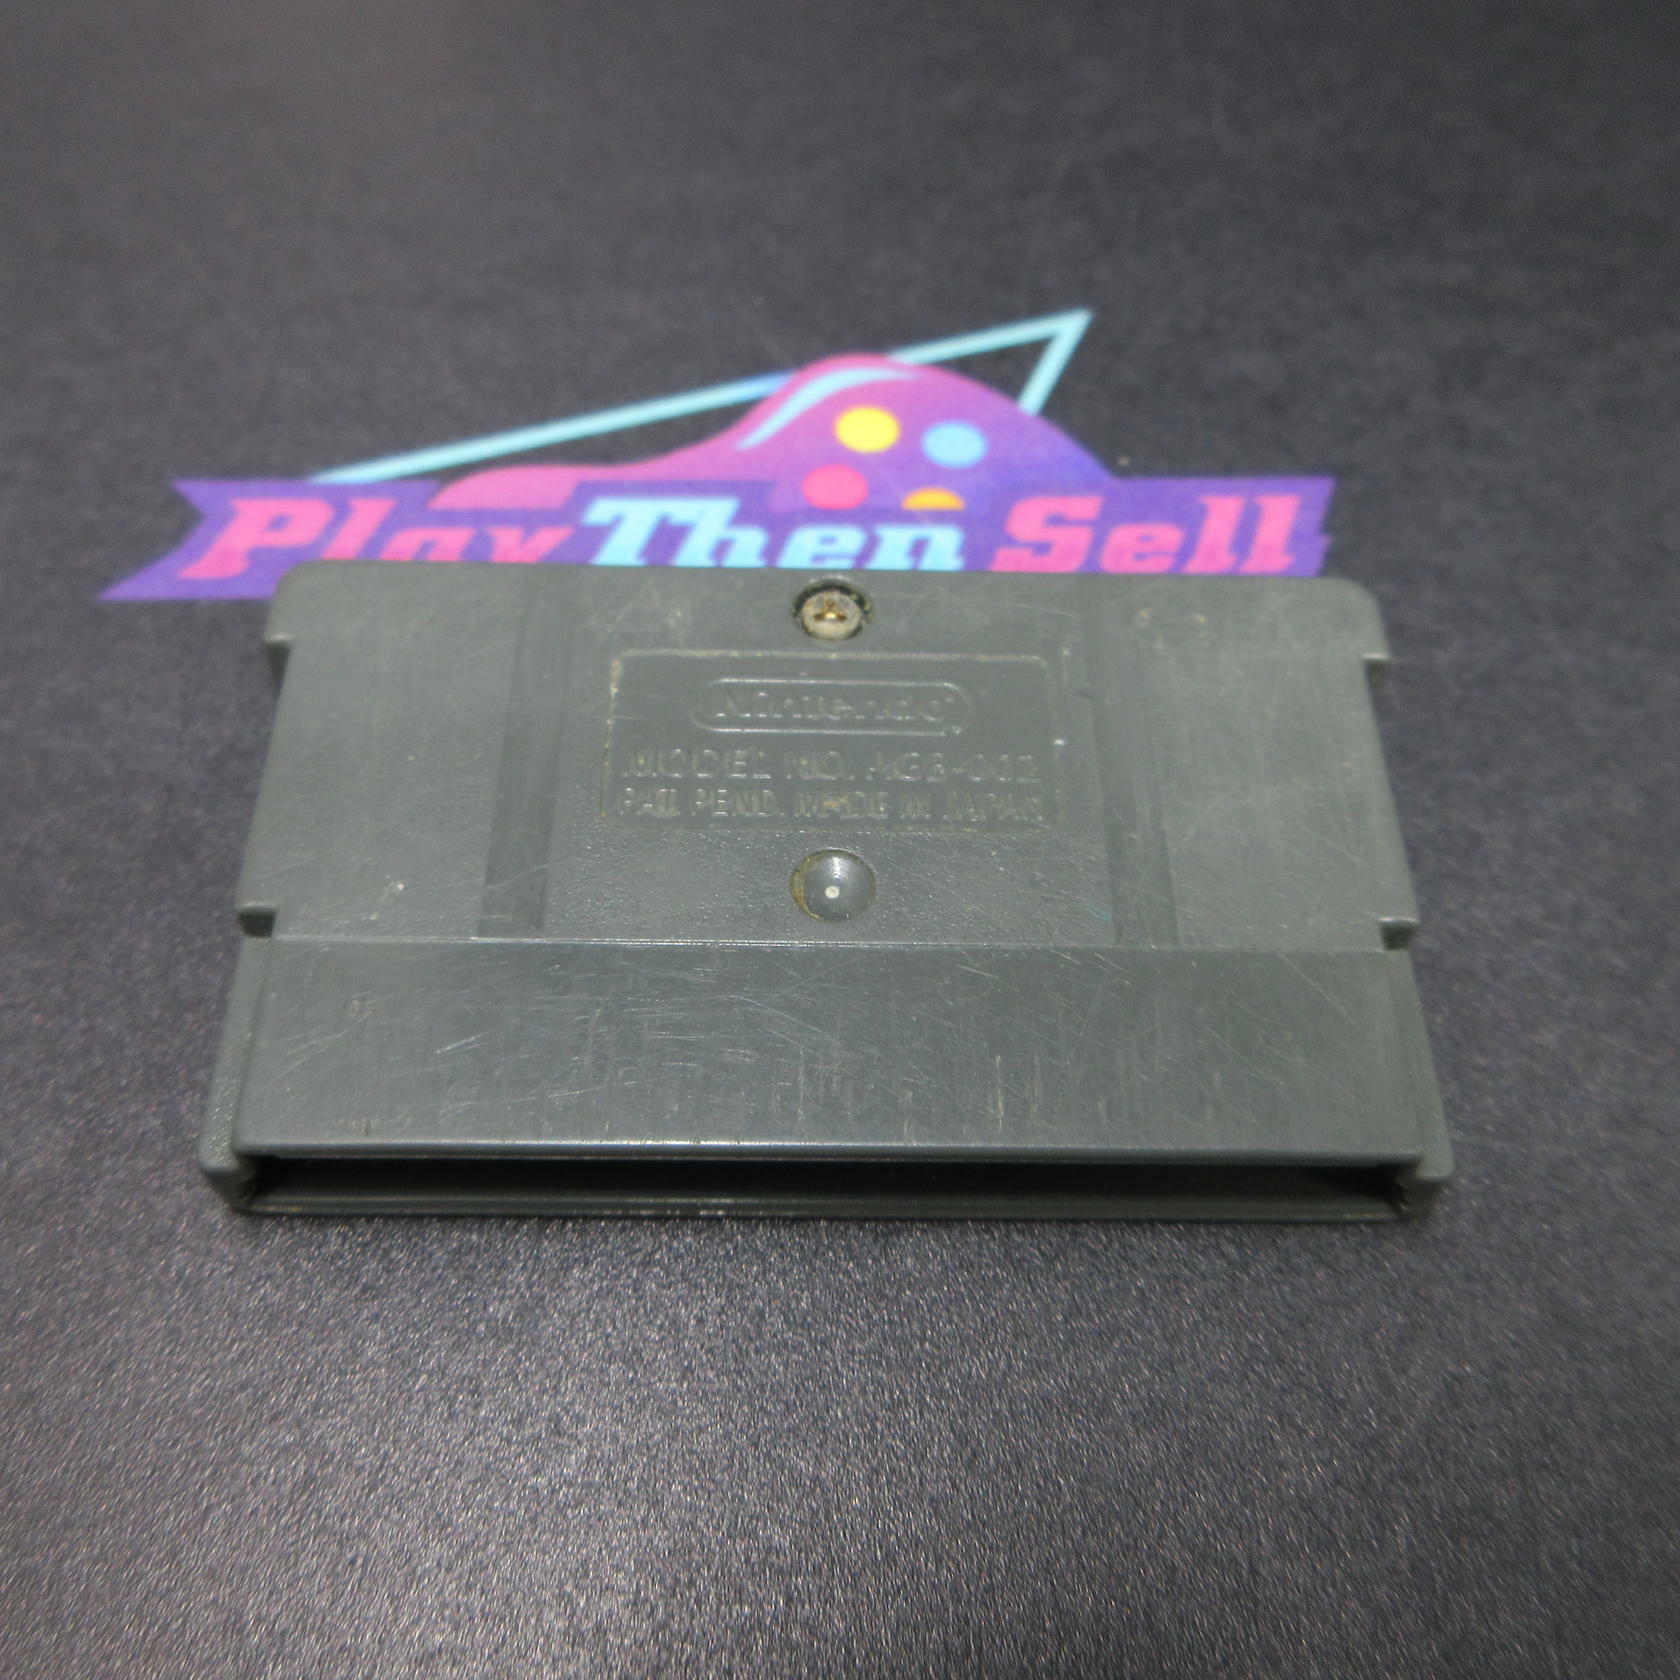 Play Then Sell
Nintendo
MODEL NO. AGB-002
PAT. PEND. MADE IN JAPAN